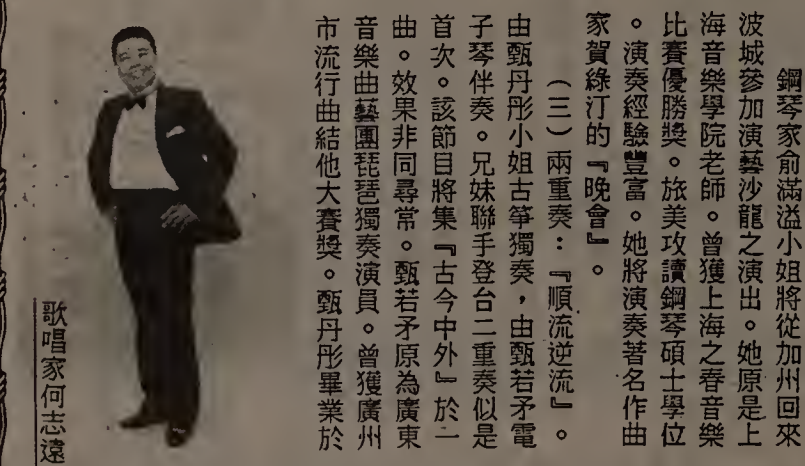 鋼琴家俞滿溢小姐將從加州回來
波城參加演藝沙龍之演出。她原是上
海音樂學院老師。曾獲上海之春音樂
比賽優勝獎。旅美攻讀鋼琴碩士學位
。演奏經驗豐富。她將演奏著名作曲
家賀綠汀的『晚會』。
(三)兩重奏：『順流逆流』。
由甄丹彤小姐古箏獨奏，由甄若矛電
子琴伴奏。兄妹聯手登台二重奏似是
首次。該節目將集『古今中外』於一
曲。效果非同尋常。甄若矛原為廣東
音樂曲藝團琵琶獨奏演員。曾獲廣州
市流行曲結他大賽獎。甄丹彤畢業於
歌唱家何志遠